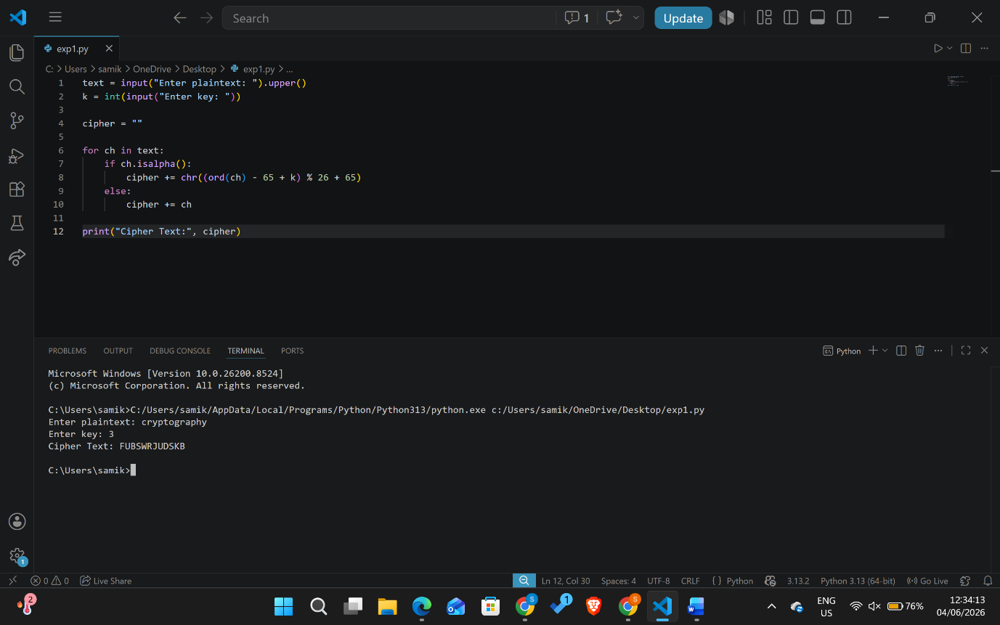 Search
1
Update
exp1.py
C: > Users > samik > OneDrive > Desktop > exp1.py > ...
1 text = input("Enter plaintext: ").upper()
2 k = int(input("Enter key: "))
3
4 cipher = ""
5
6 for ch in text:
7     if ch.isalpha():
8         cipher += chr((ord(ch) - 65 + k) % 26 + 65)
9     else:
10         cipher += ch
11
12 print("Cipher Text:", cipher)
PROBLEMS OUTPUT DEBUG CONSOLE TERMINAL PORTS
Python
Microsoft Windows [Version 10.0.26200.8524]
(c) Microsoft Corporation. All rights reserved.
C:\Users\samik>C:/Users/samik/AppData/Local/Programs/Python/Python313/python.exe c:/Users/samik/OneDrive/Desktop/exp1.py
Enter plaintext: cryptography
Enter key: 3
Cipher Text: FUBSWRJUDSKB
C:\Users\samik>
1
0 0 Live Share Ln 12, Col 30 Spaces: 4 UTF-8 CRLF {} Python 3.13.2 Python 3.13 (64-bit) Go Live
2
S
1
S
W
ENG
US
76%
12:34:13
04/06/2026